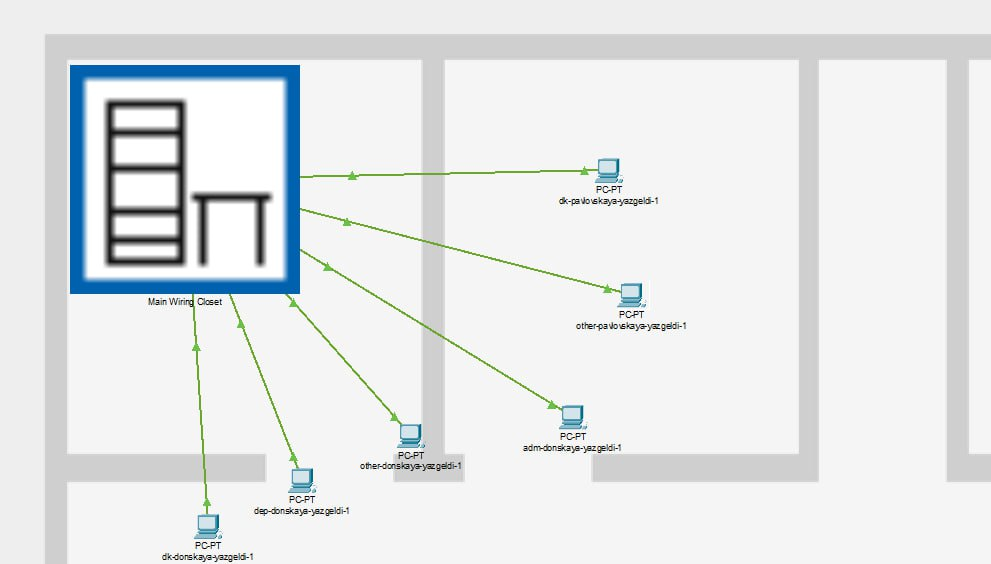 PC-PT
dk-pavlovskaya-yazgeldi-1
Main Wiring Closet
PC-PT
other-pavlovskaya-yazgeldi-1
PC-PT
adm-donskaya-yazgeldi-1
PC-PT
other-donskaya-yazgeldi-1
PC-PT
dep-donskaya-yazgeldi-1
PC-PT
dk-donskaya-yazgeldi-1